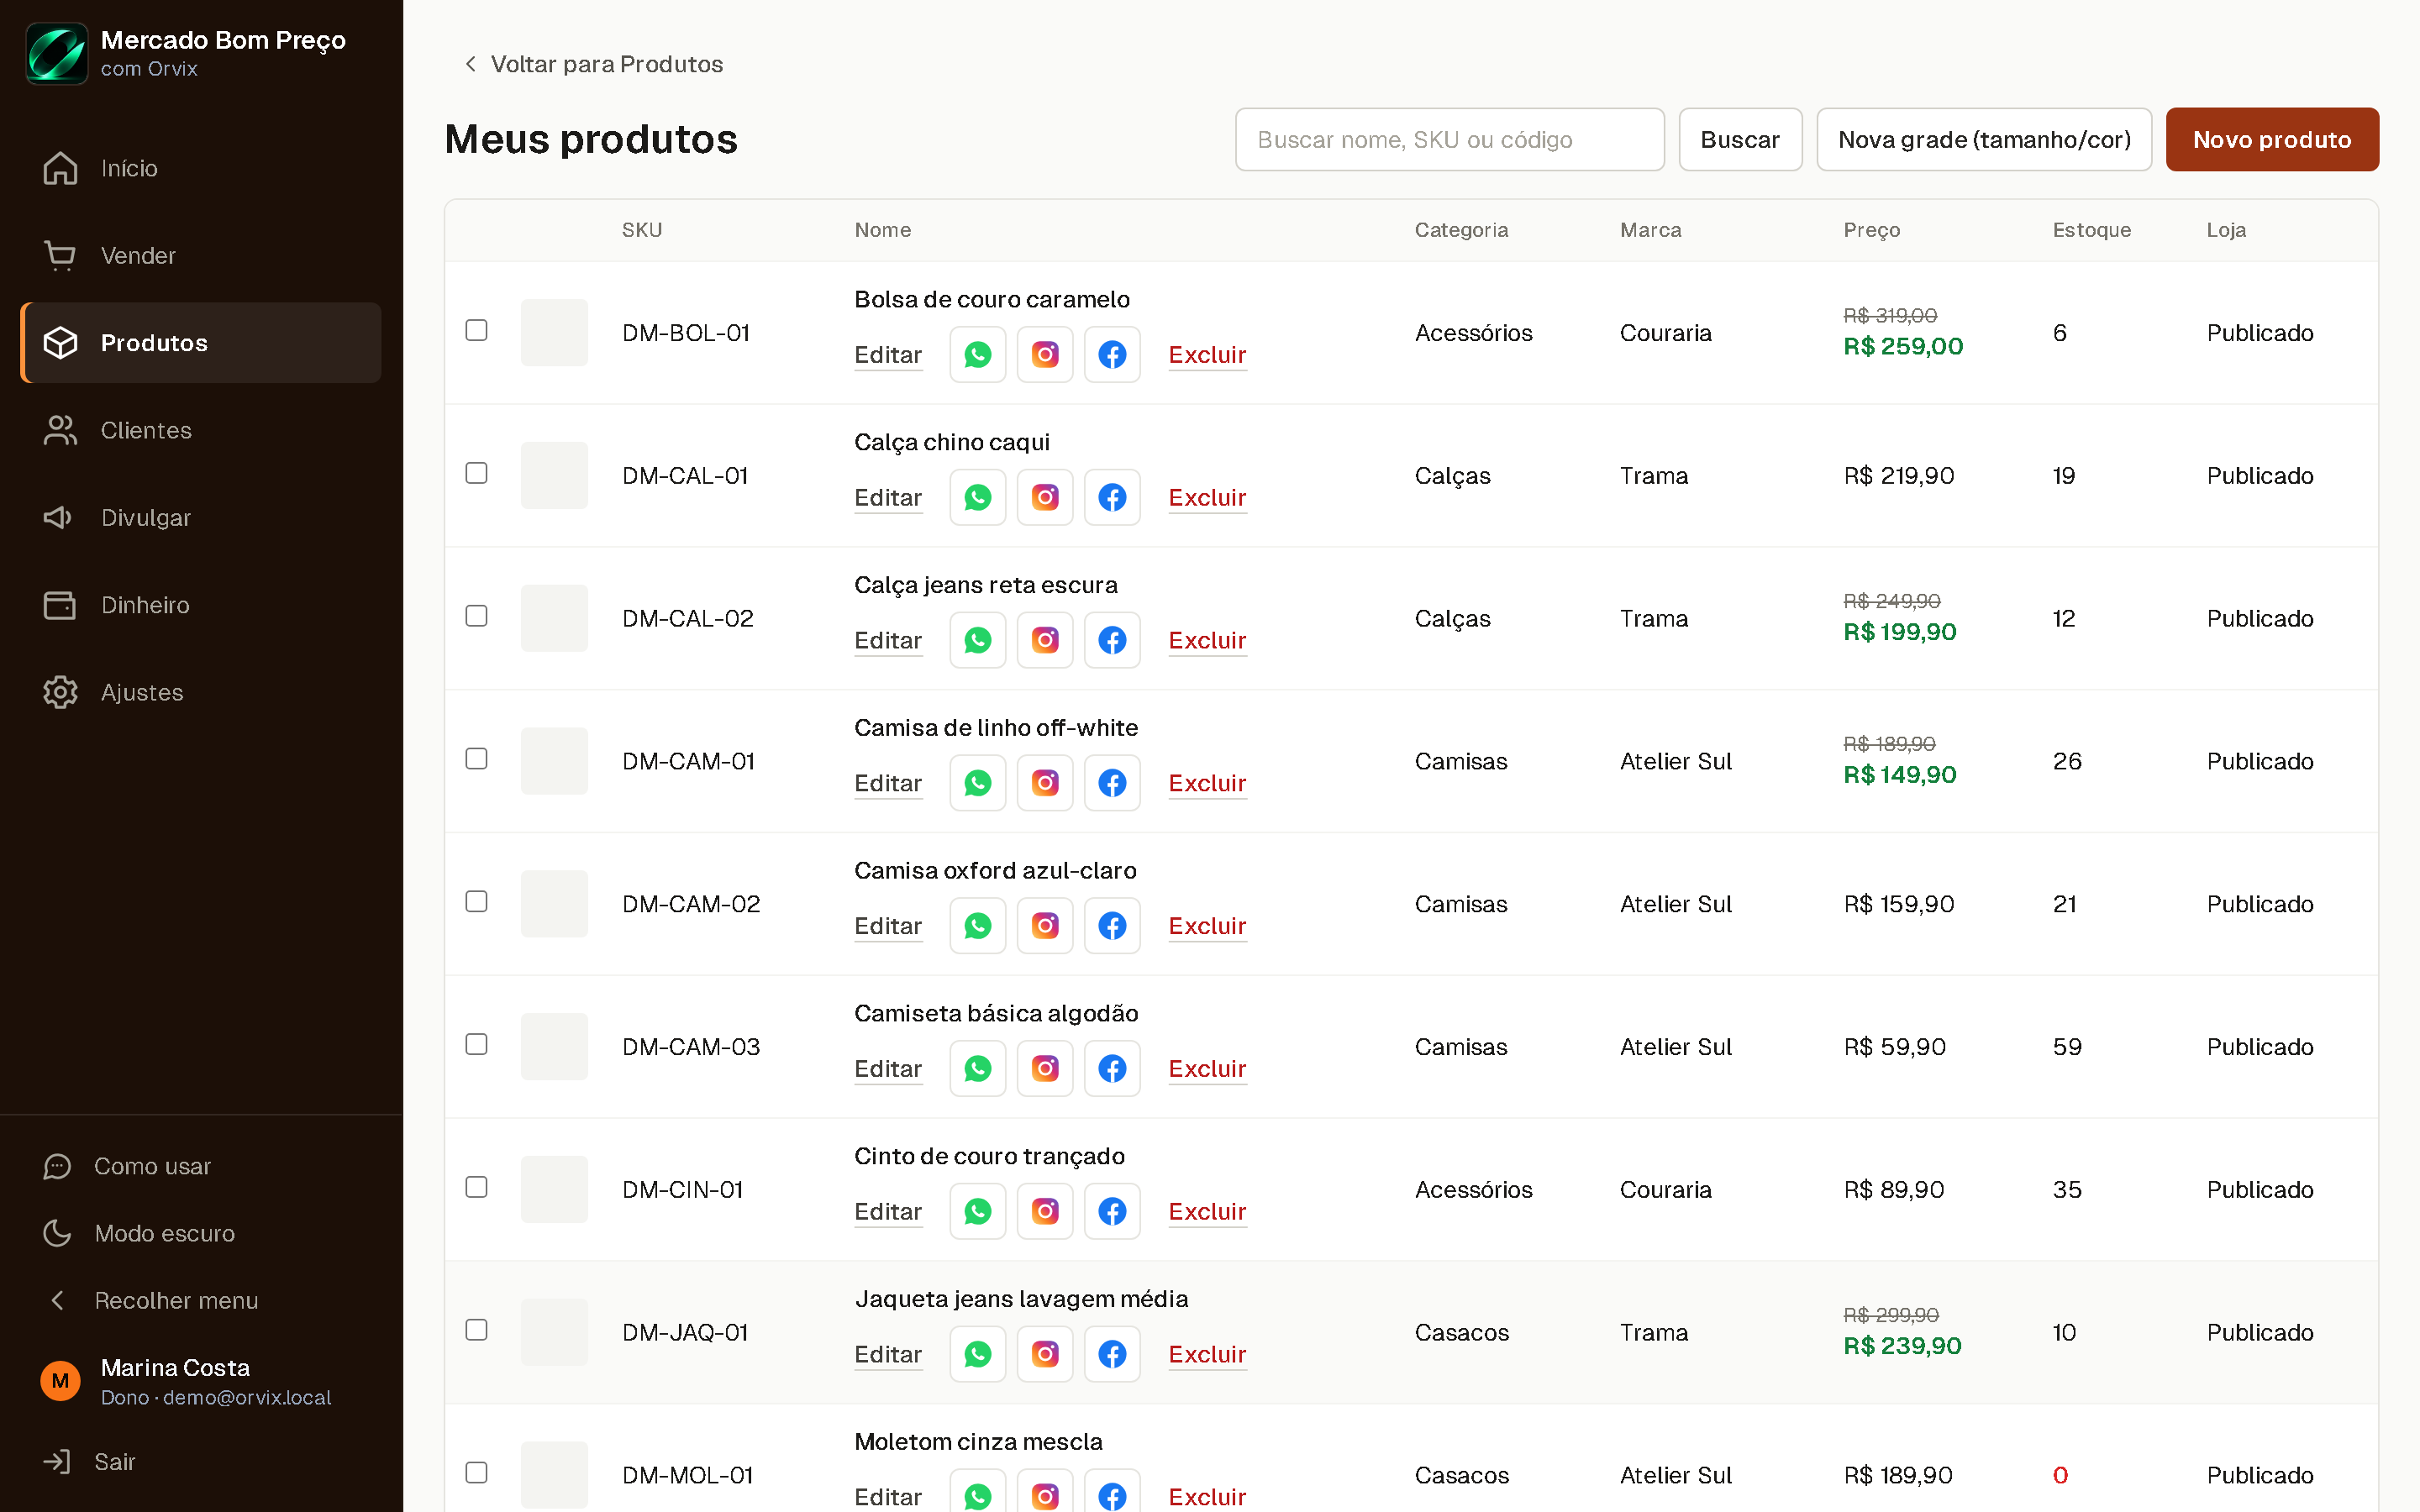 Mercado Bom Preço
com Orvix
Início
Vender
Produtos
Clientes
Divulgar
Dinheiro
Ajustes
Como usar
Modo escuro
Recolher menu
M
Marina Costa
Dono · demo@orvix.local
Sair
Voltar para Produtos
Meus produtos
Buscar nome, SKU ou código
Buscar
Nova grade (tamanho/cor)
Novo produto
SKU Nome Categoria Marca Preço Estoque Loja
Bolsa de couro caramelo
R$ 319,00
DM-BOL-01 Acessórios Couraria R$ 259,00 6 Publicado
Editar Excluir
Calça chino caqui
DM-CAL-01 Calças Trama R$ 219,90 19 Publicado
Editar Excluir
Calça jeans reta escura
R$ 249,90
DM-CAL-02 Calças Trama R$ 199,90 12 Publicado
Editar Excluir
Camisa de linho off-white
R$ 189,90
DM-CAM-01 Camisas Atelier Sul R$ 149,90 26 Publicado
Editar Excluir
Camisa oxford azul-claro
DM-CAM-02 Camisas Atelier Sul R$ 159,90 21 Publicado
Editar Excluir
Camiseta básica algodão
DM-CAM-03 Camisas Atelier Sul R$ 59,90 59 Publicado
Editar Excluir
Cinto de couro trançado
DM-CIN-01 Acessórios Couraria R$ 89,90 35 Publicado
Editar Excluir
Jaqueta jeans lavagem média
R$ 299,90
DM-JAQ-01 Casacos Trama R$ 239,90 10 Publicado
Editar Excluir
Moletom cinza mescla
DM-MOL-01 Casacos Atelier Sul R$ 189,90 0 Publicado
Editar Excluir